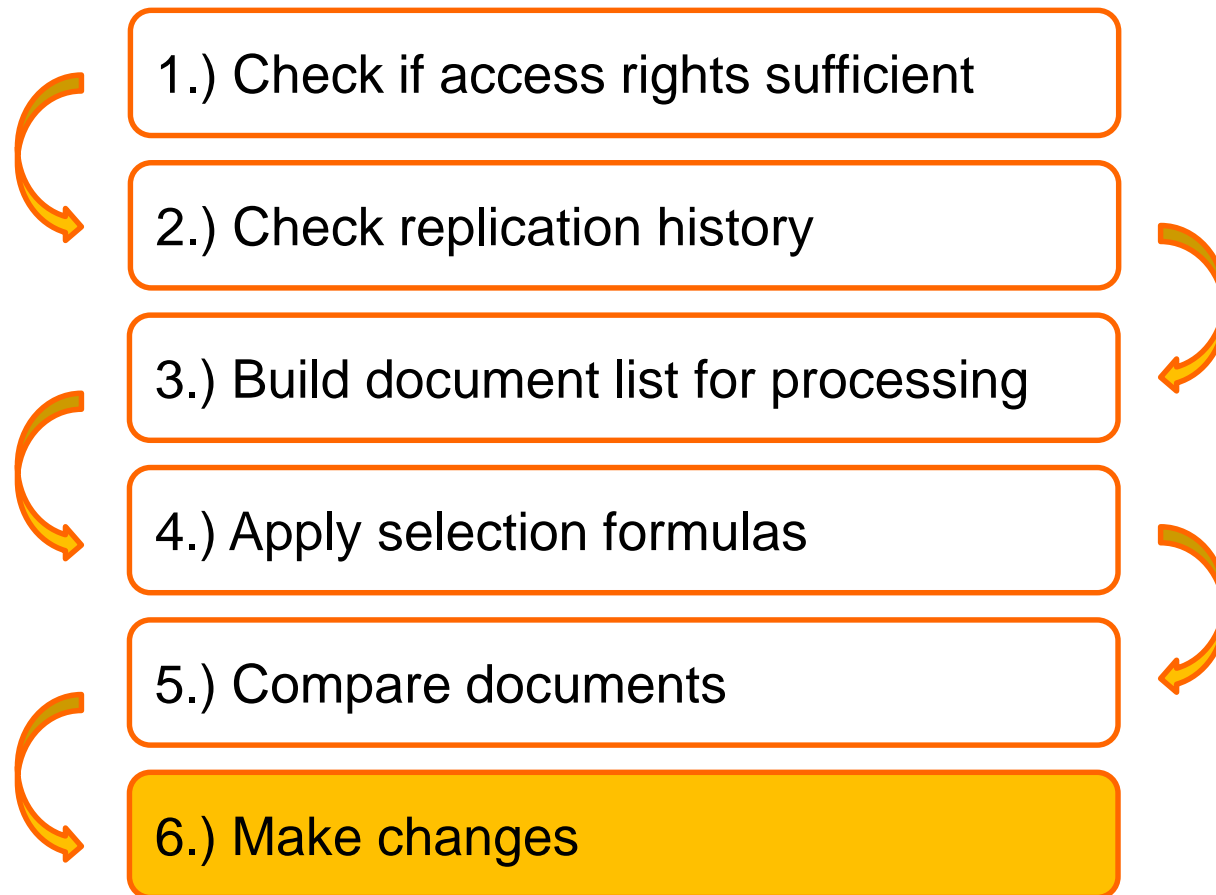 1.) Check if access rights sufficient
2.) Check replication history
3.) Build document list for processing
4.) Apply selection formulas
5.) Compare documents
6.) Make changes